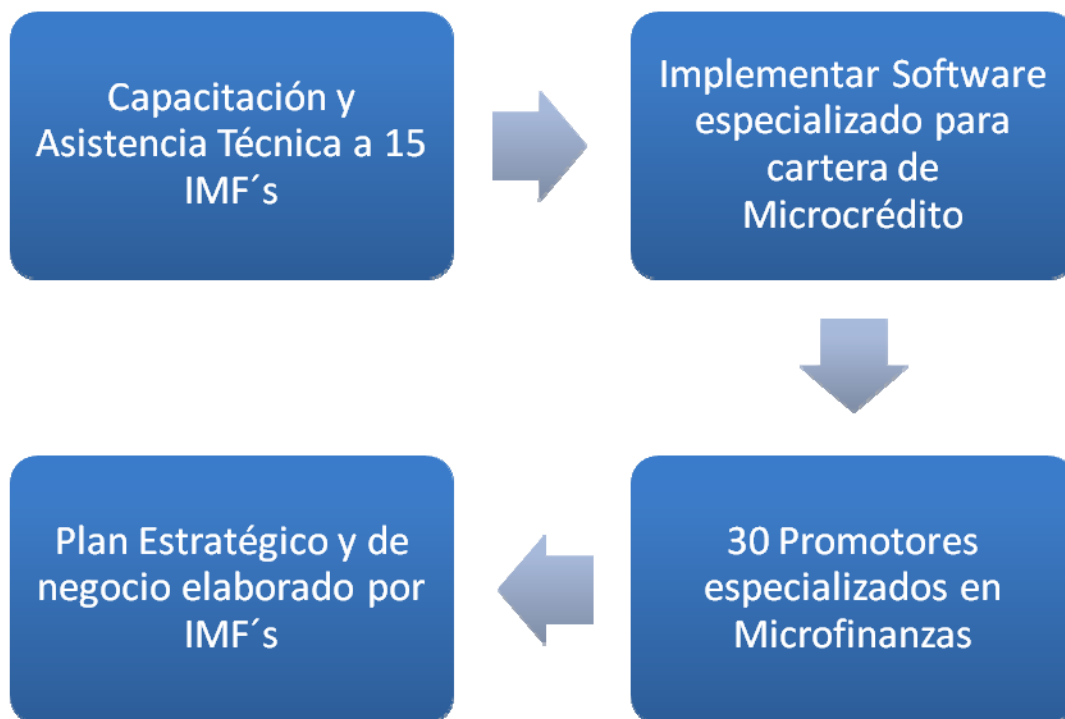 Capacitación y
Asistencia Técnica a 15
IMF´s
Implementar Software
especializado para
cartera de
Microcrédito
30 Promotores
especializados en
Microfinanzas
Plan Estratégico y de
negocio elaborado por
IMF´s